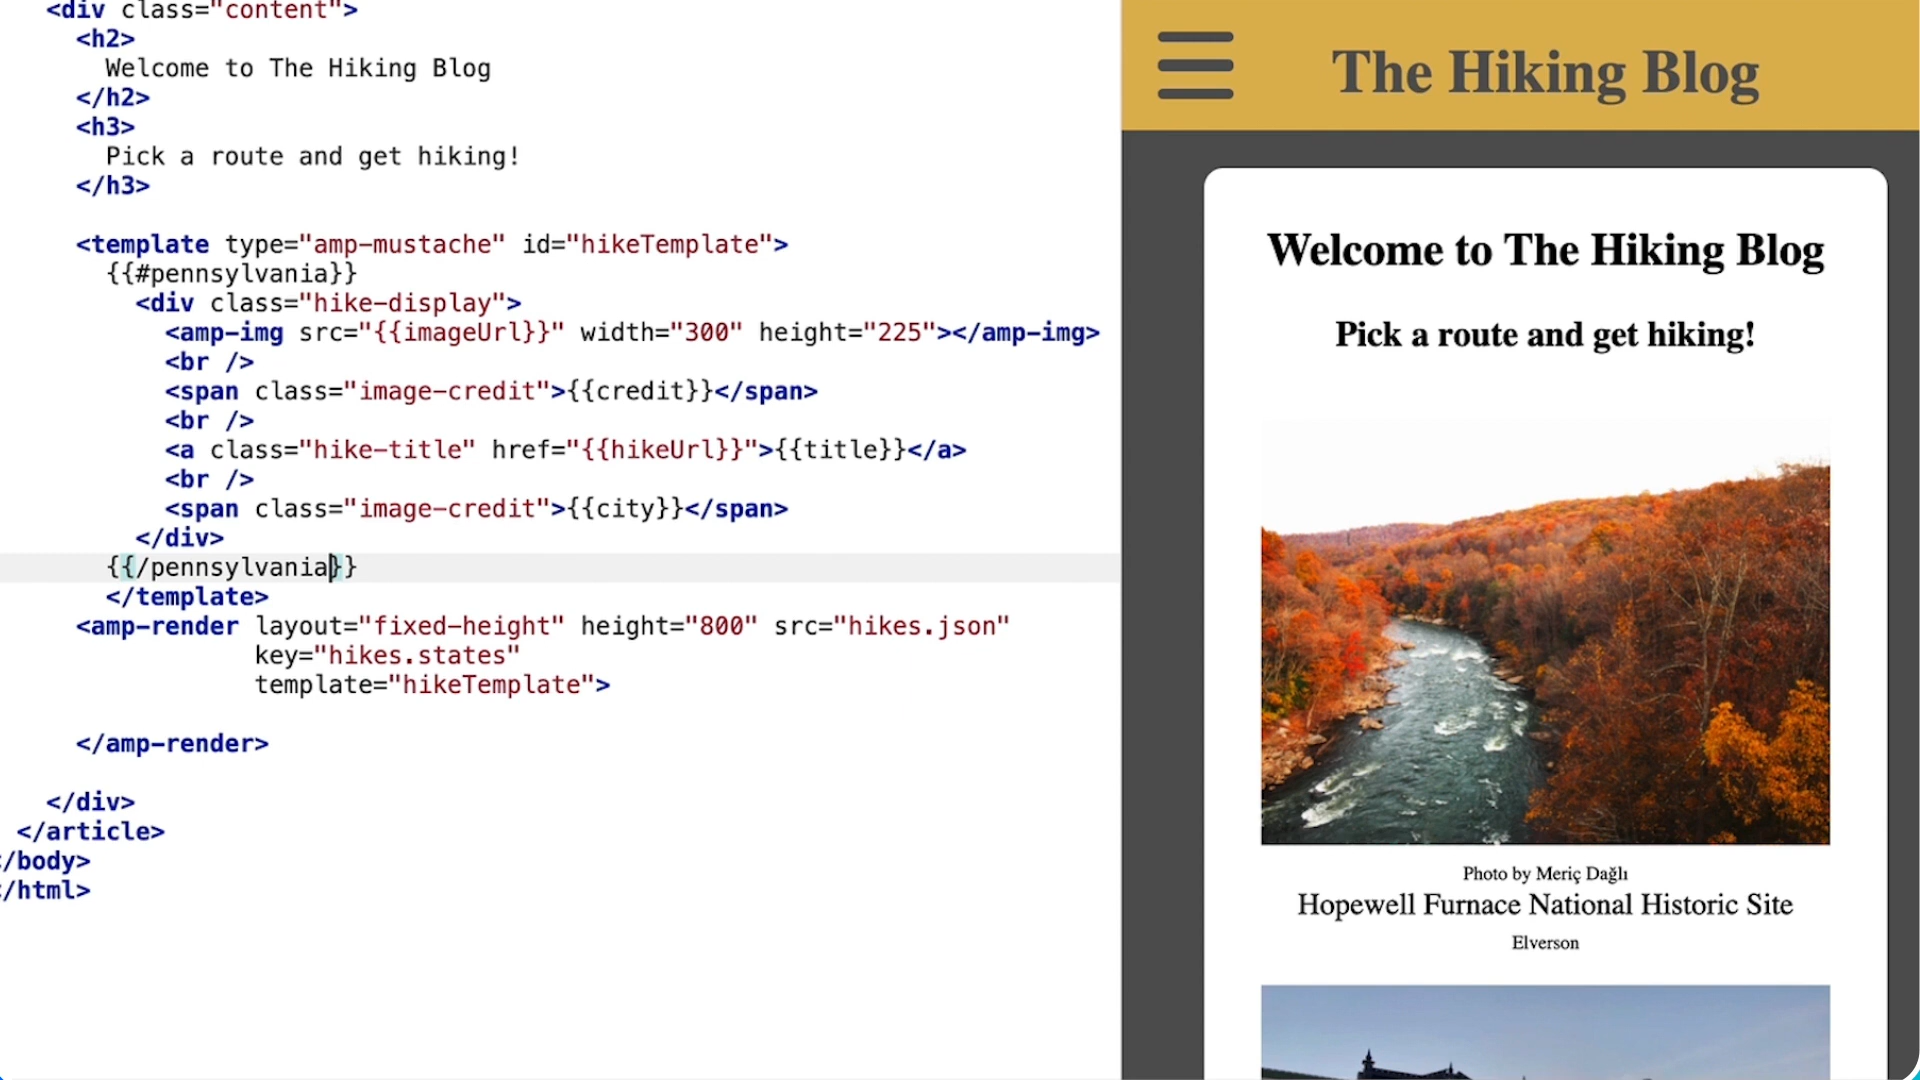 <div class="content">
<h2>
Welcome to The Hiking Blog
</h2>
<h3>
Pick a route and get hiking!
</h3>
<template type="amp-mustache" id="hikeTemplate">
{{#pennsylvania}}
<div class="hike-display">
<amp-img src="{{imageUrl}}" width="300" height="225"></amp-img>
<br />
<span class="image-credit">{{credit}}</span>
<br />
<a class="hike-title" href="{{hikeUrl}}">{{title}}</a>
<br />
<span class="image-credit">{{city}}</span>
</div>
{{/pennsylvania}}
</template>
<amp-render layout="fixed-height" height="800" src="hikes.json"
key="hikes.states"
template="hikeTemplate">
</amp-render>
</div>
</article>
</body>
</html>
The Hiking Blog
Welcome to The Hiking Blog
Pick a route and get hiking!
Photo by Meriç Dağlı
Hopewell Furnace National Historic Site
Elverson